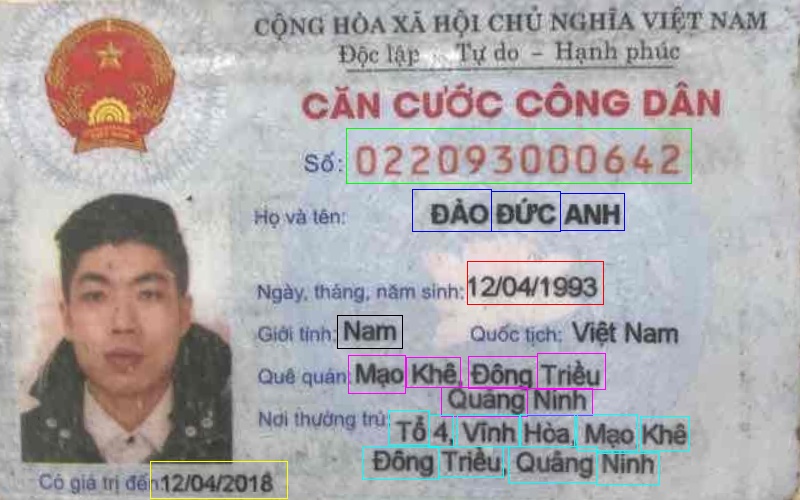 CỘNG HÒA XÃ HỘI CHỦ NGHĨA VIỆT NAM
Độc lập - Tự do - Hạnh phúc
CĂN CƯỚC CÔNG DÂN
Số: 022093000642
Họ và tên: ĐÀO ĐỨC ANH
Ngày, tháng, năm sinh: 12/04/1993
Giới tính: Nam Quốc tịch: Việt Nam
Quê quán: Mạo Khê, Đông Triều
Quảng Ninh
Nơi thường trú: Tổ 4, Vĩnh Hòa, Mạo Khê
Đông Triều, Quảng Ninh
Có giá trị đến 12/04/2018